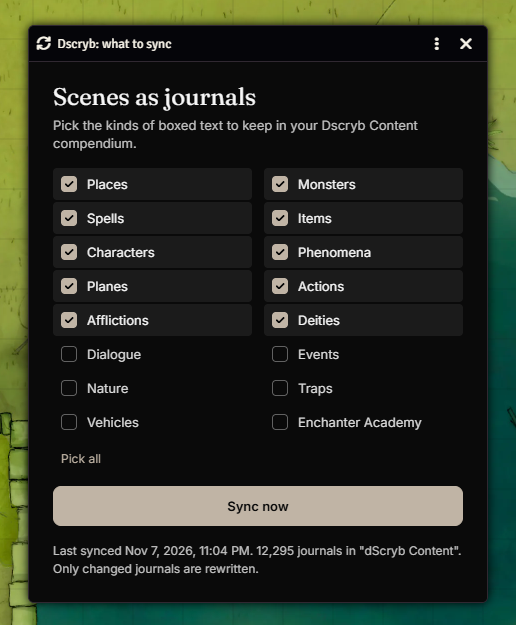 Dscryb: what to sync
Scenes as journals
Pick the kinds of boxed text to keep in your Dscryb Content
compendium.
Places
Monsters
Spells
Items
Characters
Phenomena
Planes
Actions
Afflictions
Deities
Dialogue
Events
Nature
Traps
Vehicles
Enchanter Academy
Pick all
Sync now
Last synced Nov 7, 2026, 11:04 PM. 12,295 journals in "dScryb Content".
Only changed journals are rewritten.